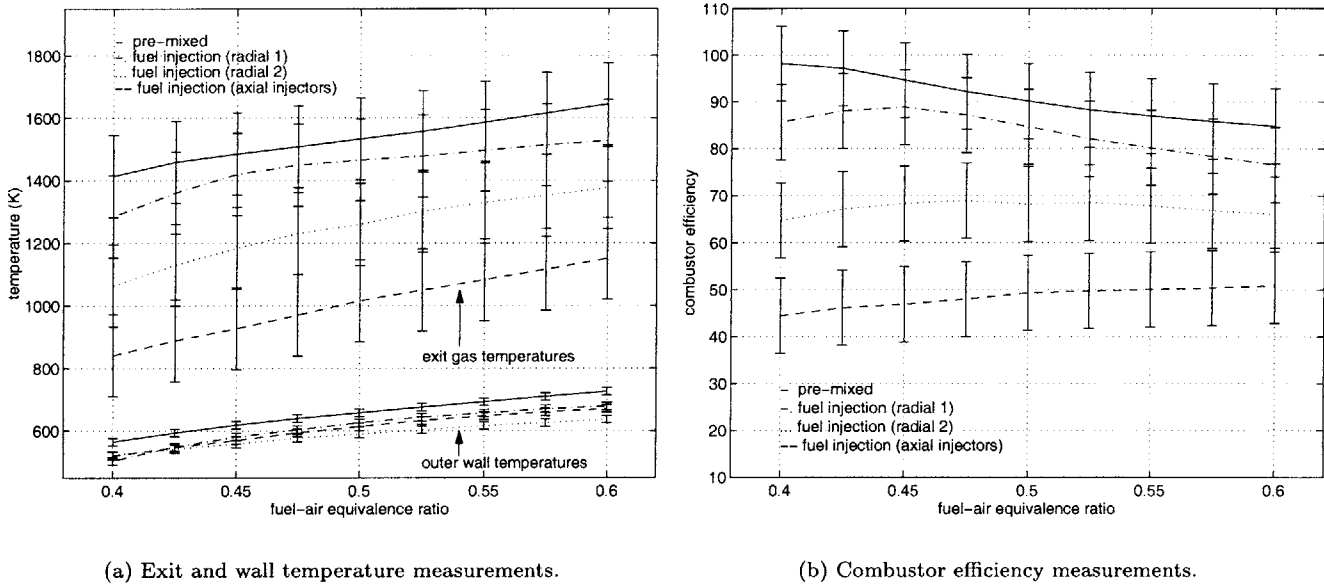 1800
1600
1400
1200
1000
800
600
temperature (K)
pre−mixed
fuel injection (radial 1)
fuel injection (radial 2)
fuel injection (axial injectors)
exit gas temperatures
outer wall temperatures
0.4 0.45 0.5 0.55 0.6
fuel−air equivalence ratio
(a) Exit and wall temperature measurements.
110
100
90
80
70
60
50
40
30
20
10
combustor efficiency
pre−mixed
fuel injection (radial 1)
fuel injection (radial 2)
fuel injection (axial injectors)
0.4 0.45 0.5 0.55 0.6
fuel−air equivalence ratio
(b) Combustor efficiency measurements.